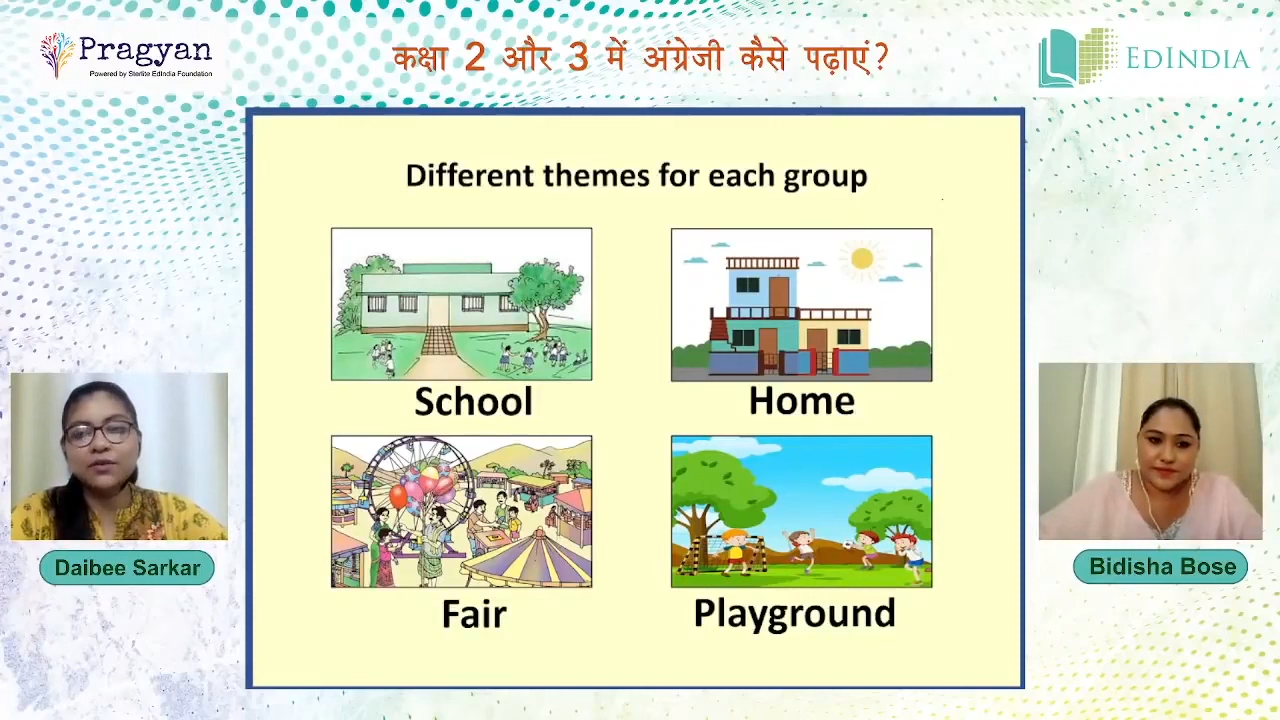 Pragyan
Powered by Sterlite EdIndia Foundation
कक्षा 2 और 3 में अंग्रेजी कैसे पढ़ाएं?
EDINDIA
Different themes for each group
School
Home
Fair
Playground
Daibee Sarkar
Bidisha Bose